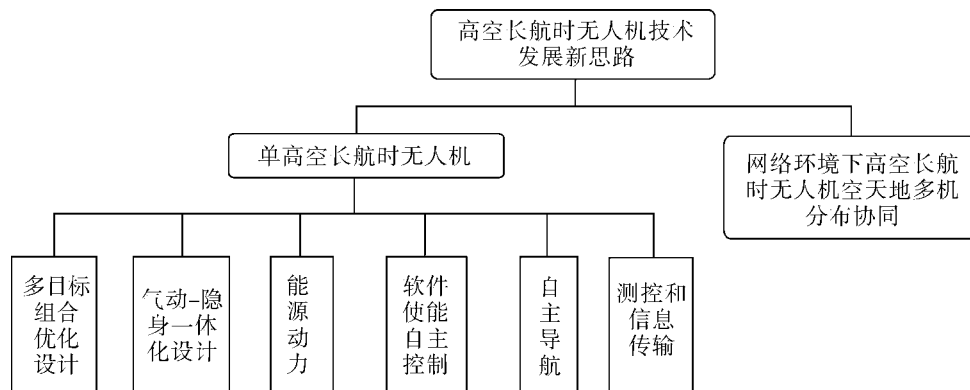 高空长航时无人机技术
发展新思路
单高空长航时无人机
网络环境下高空长航
时无人机空天地多机
分布协同
多目标
组合
优化
设计
气动-隐
身一体
化设计
能
源
动
力
软件
使能
自主
控制
自
主
导
航
测控和
信息
传输